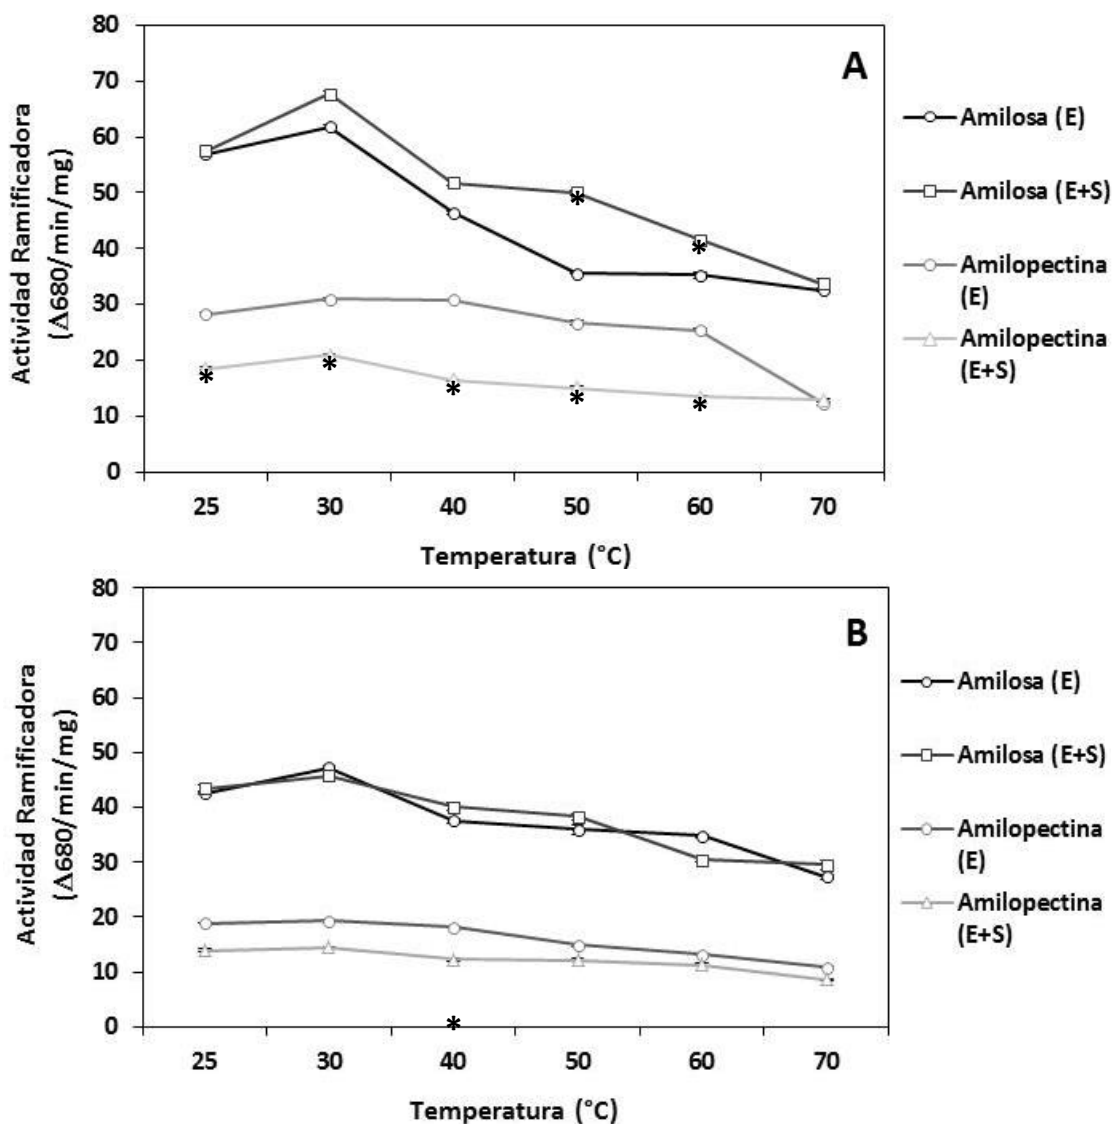 80
70
60
50
40
30
20
10
0
Actividad Ramificadora
(Δ680/min/mg)
A
*
*
*
*
*
*
*
25
30
40
50
60
70
Temperatura (°C)
Amilosa (E)
Amilosa (E+S)
Amilopectina
(E)
Amilopectina
(E+S)
80
70
60
50
40
30
20
10
0
Actividad Ramificadora
(Δ680/min/mg)
B
*
25
30
40
50
60
70
Temperatura (°C)
Amilosa (E)
Amilosa (E+S)
Amilopectina
(E)
Amilopectina
(E+S)